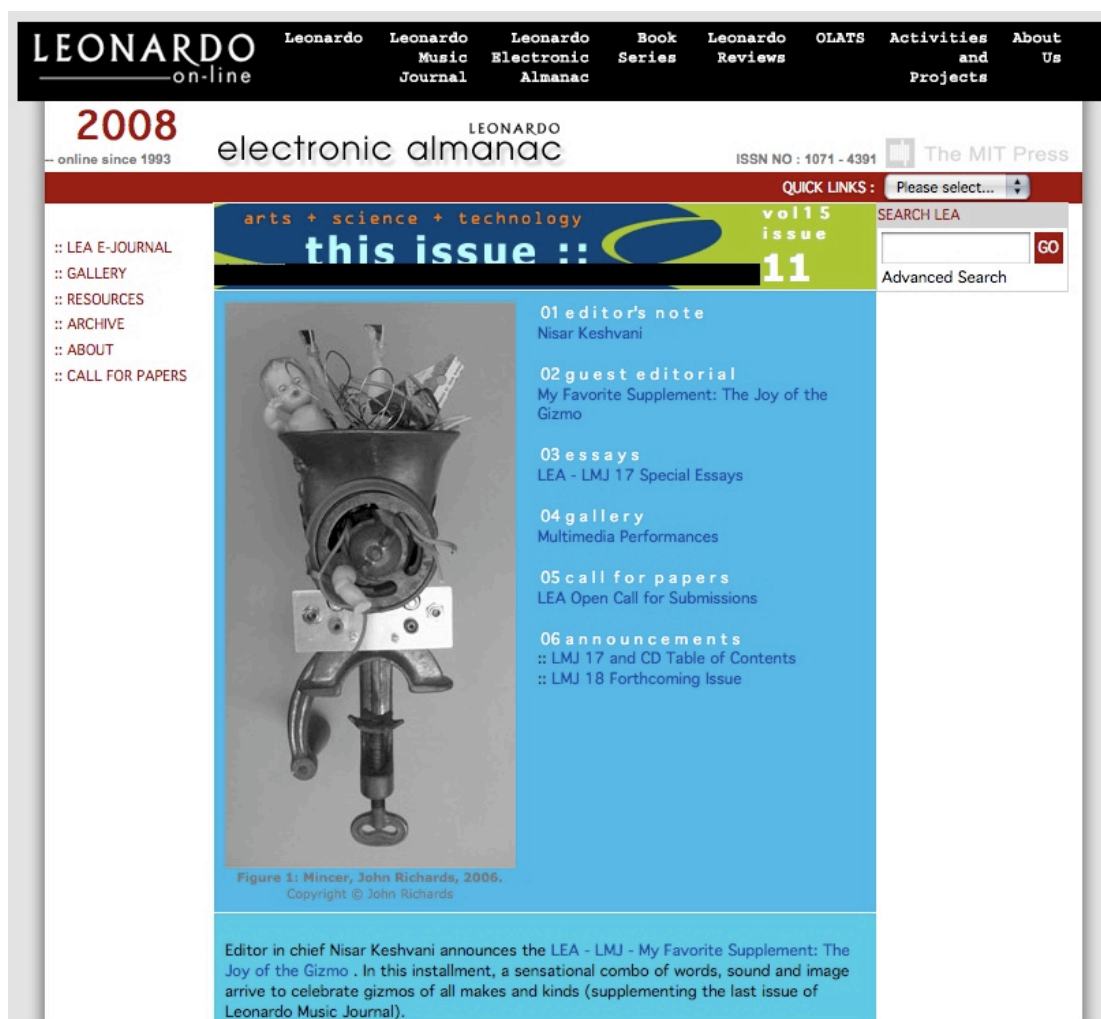 LEONARDO
on-line
Leonardo
Leonardo
Music
Journal
Leonardo
Electronic
Almanac
Book
Series
Leonardo
Reviews
OLATS
Activities
and
Projects
About
Us
2008
-- online since 1993
LEONARDO
electronic almanac
ISSN NO : 1071 - 4391
The MIT Press
QUICK LINKS :
Please select...
:: LEA E-JOURNAL
:: GALLERY
:: RESOURCES
:: ARCHIVE
:: ABOUT
:: CALL FOR PAPERS
arts + science + technology
this issue ::
vol15
issue
11
SEARCH LEA
GO
Advanced Search
01 editor's note
Nisar Keshvani
02 guest editorial
My Favorite Supplement: The Joy of the
Gizmo
03 essays
LEA - LMJ 17 Special Essays
04 gallery
Multimedia Performances
05 call for papers
LEA Open Call for Submissions
06 announcements
:: LMJ 17 and CD Table of Contents
:: LMJ 18 Forthcoming Issue
Figure 1: Mincer, John Richards, 2006.
Copyright © John Richards
Editor in chief Nisar Keshvani announces the LEA - LMJ - My Favorite Supplement: The
Joy of the Gizmo . In this installment, a sensational combo of words, sound and image
arrive to celebrate gizmos of all makes and kinds (supplementing the last issue of
Leonardo Music Journal).